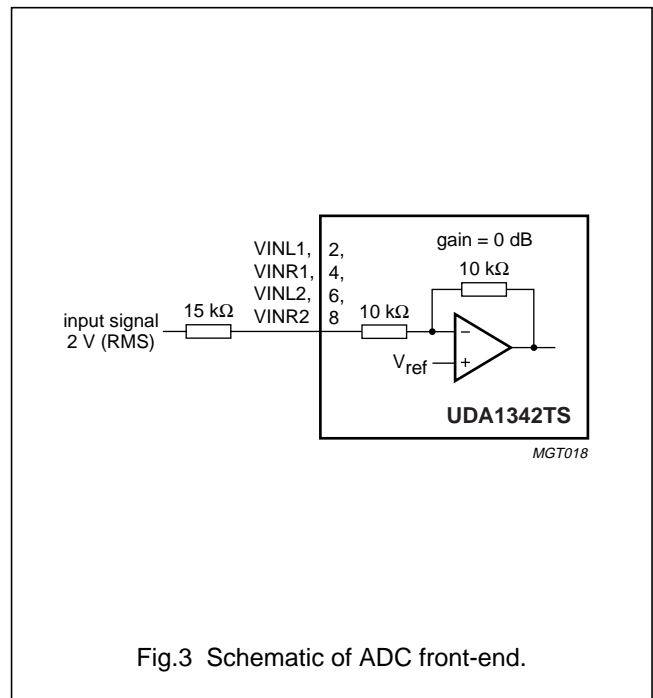 VINL1, 2,
VINR1, 4,
VINL2, 6,
VINR2 8
input signal
2 V (RMS)
15 kΩ
10 kΩ
gain = 0 dB
10 kΩ
−
+
Vref
UDA1342TS
MGT018
Fig.3 Schematic of ADC front-end.